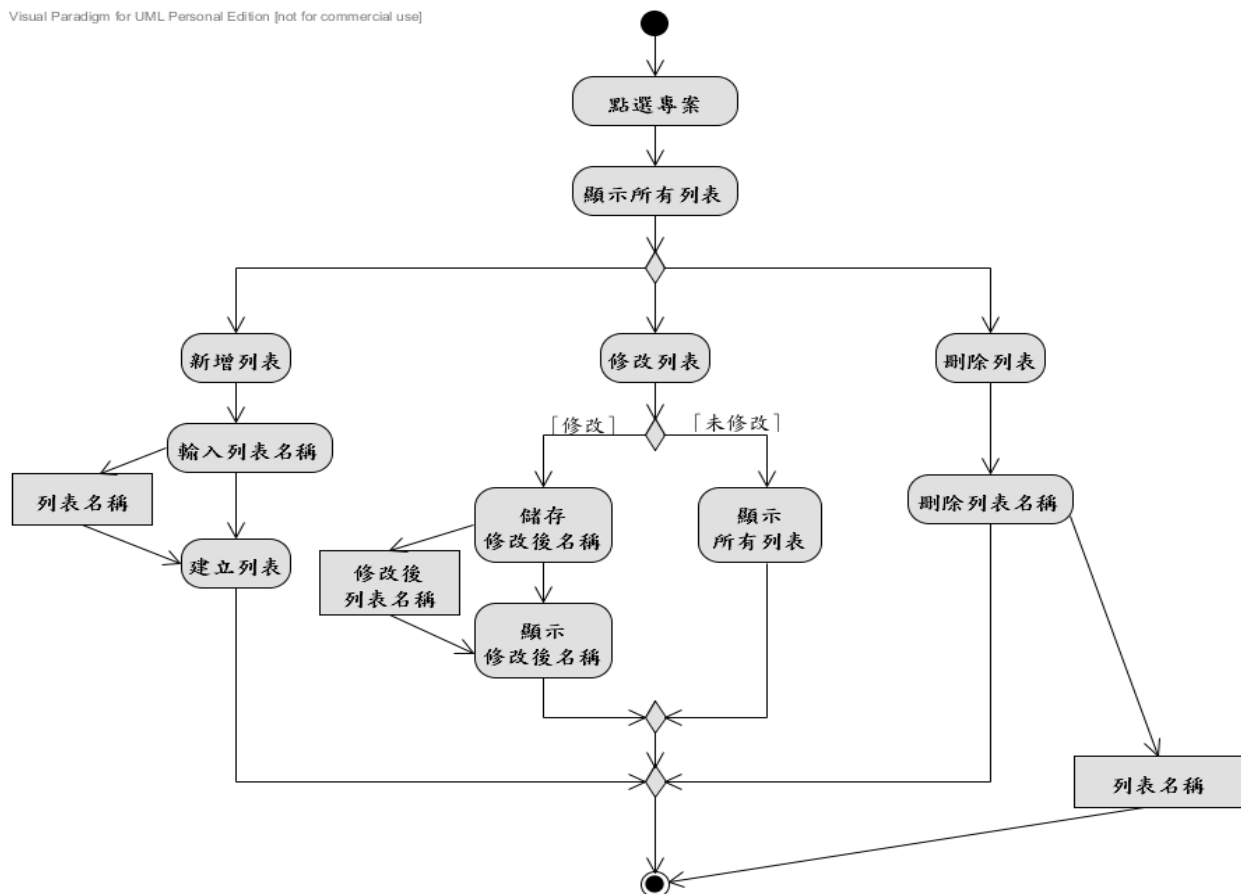 Visual Paradigm for UML Personal Edition [not for commercial use]
點選專案
顯示所有列表
新增列表
修改列表
刪除列表
[修改]
[未修改]
輸入列表名稱
列表名稱
儲存
修改後名稱
顯示
所有列表
刪除列表名稱
建立列表
修改後
列表名稱
顯示
修改後名稱
列表名稱